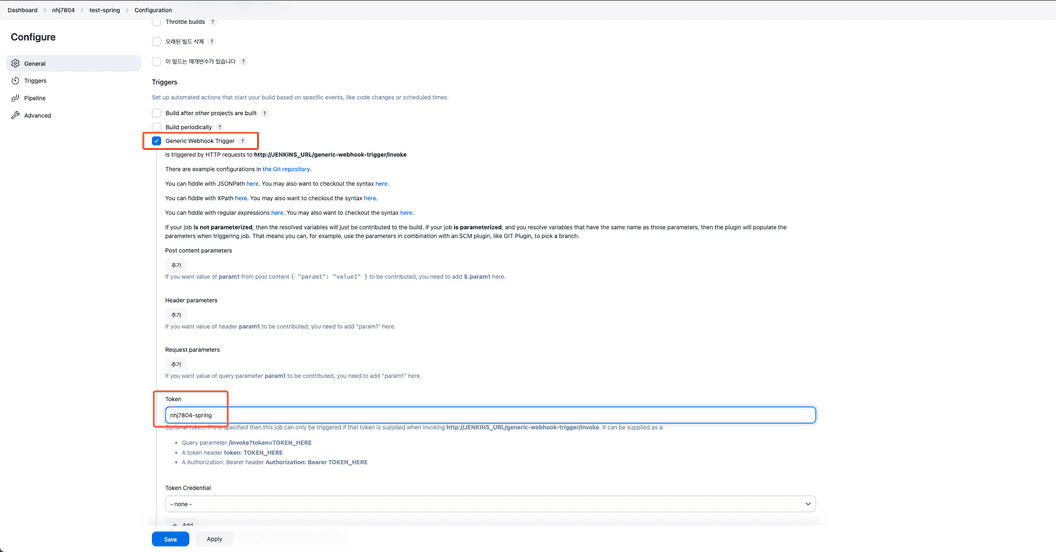 Dashboard > nhj7804 > test-spring > Configuration
Configure
General
Triggers
Pipeline
Advanced
Throttle builds ?
오래된 빌드 삭제 ?
이 빌드는 매개변수가 있습니다 ?
Triggers
Set up automated actions that start your build based on specific events, like code changes or scheduled times.
Build after other projects are built ?
Build periodically ?
Generic Webhook Trigger ?
Is triggered by HTTP requests to http://JENKINS_URL/generic-webhook-trigger/invoke
There are example configurations in the Git repository.
You can fiddle with JSONPath here. You may also want to checkout the syntax here.
You can fiddle with XPath here. You may also want to checkout the syntax here.
You can fiddle with regular expressions here. You may also want to checkout the syntax here.
If your job is not parameterized, then the resolved variables will just be contributed to the build. If your job is parameterized, and you resolve variables that have the same name as those parameters, then the plugin will populate the
parameters when triggering job. That means you can, for example, use the parameters in combination with an SCM plugin, like GIT Plugin, to pick a branch.
Post content parameters
추가
If you want value of param1 from post content { "param1": "value1" } to be contributed, you need to add $.param1 here.
Header parameters
추가
If you want value of header param1 to be contributed, you need to add "param1" here.
Request parameters
추가
If you want value of query parameter param1 to be contributed, you need to add "param1" here.
Token
nhj7804-spring
Optional token. If it is specified then this job can only be triggered if that token is supplied when invoking http://JENKINS_URL/generic-webhook-trigger/invoke. It can be supplied as a:
• Query parameter /invoke?token=TOKEN_HERE
• A token header token: TOKEN_HERE
• A Authorization: Bearer header Authorization: Bearer TOKEN_HERE
Token Credential
- none -
+ Add
Save
Apply